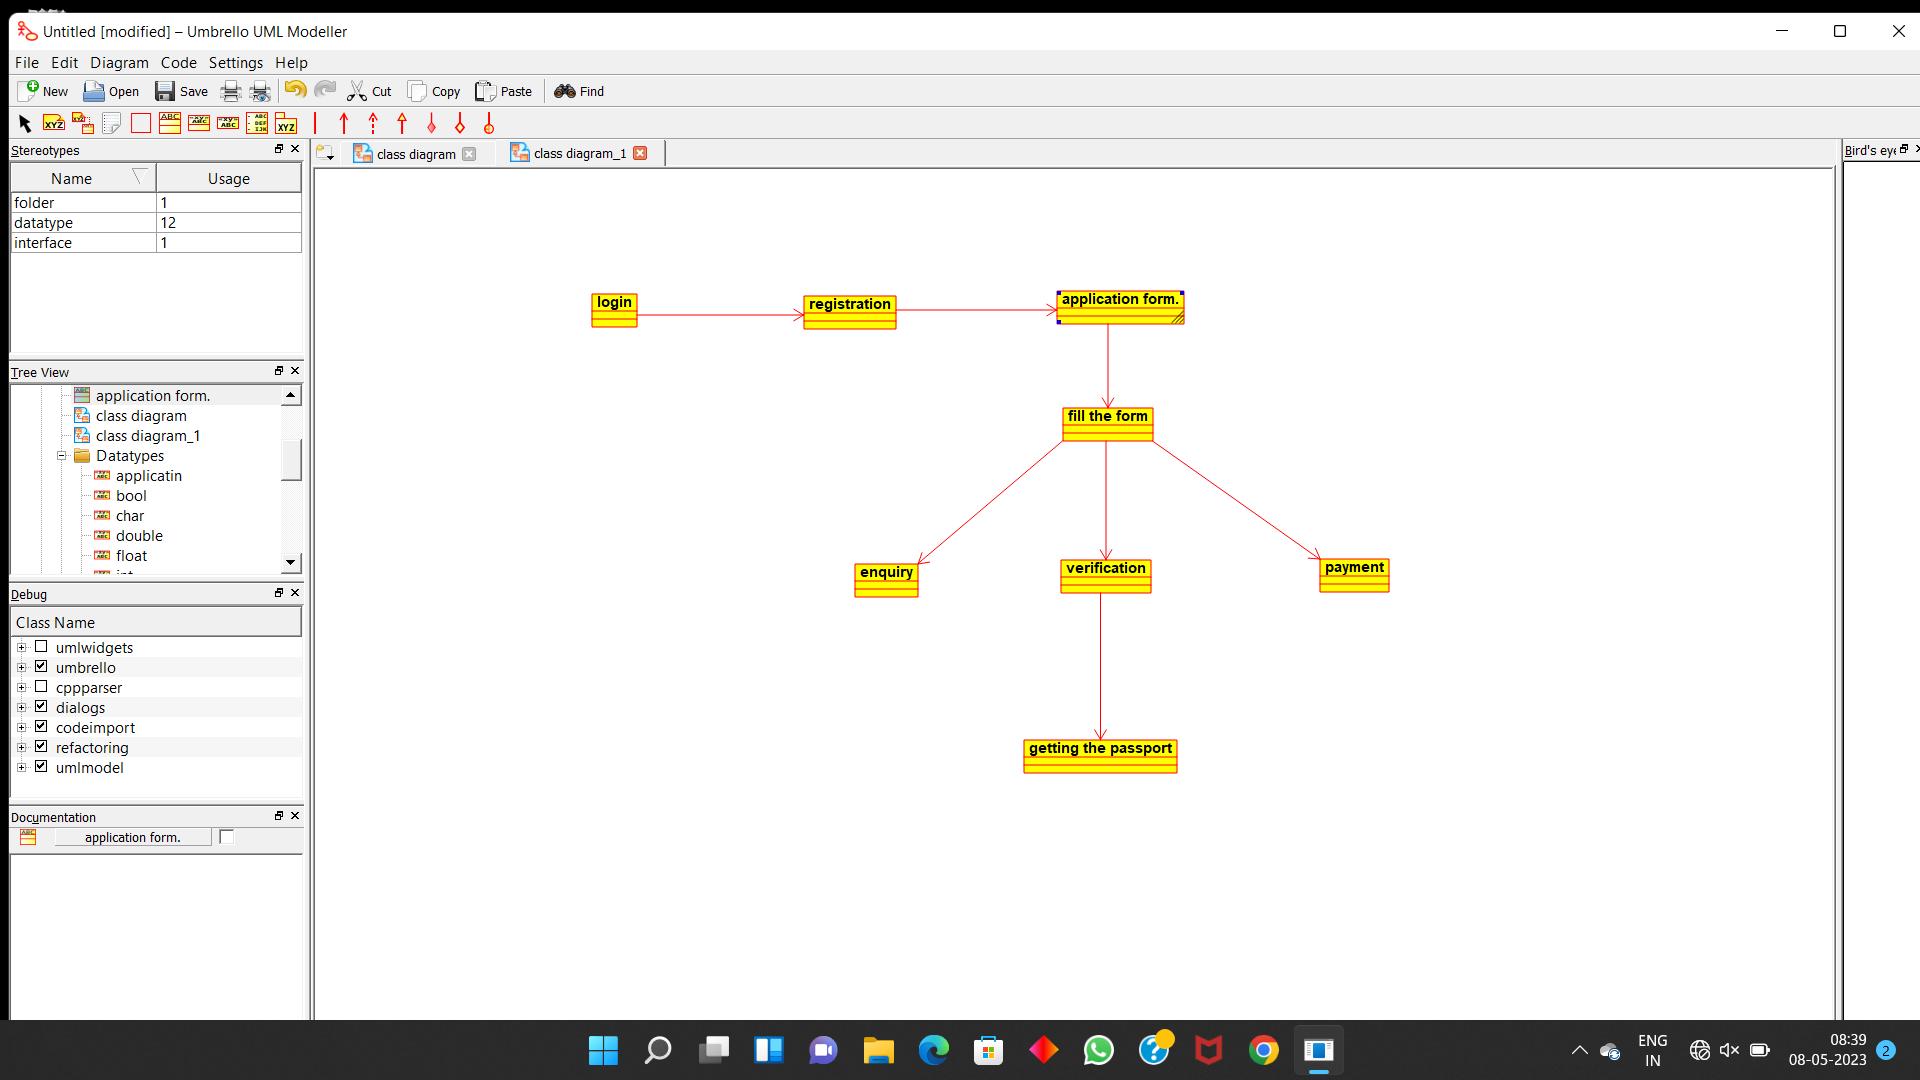 Untitled [modified] – Umbrello UML Modeller
File Edit Diagram Code Settings Help
New Open Save Cut Copy Paste Find
Stereotypes
Name Usage
folder 1
datatype 12
interface 1
Tree View
application form.
class diagram
class diagram_1
Datatypes
applicatin
bool
char
double
float
Debug
Class Name
umlwidgets
umbrello
cppparser
dialogs
codeimport
refactoring
umlmodel
Documentation
application form.
class diagram class diagram_1
Bird's eye
login
registration
application form.
fill the form
enquiry
verification
payment
getting the passport
ENG
IN
08:39
08-05-2023
2